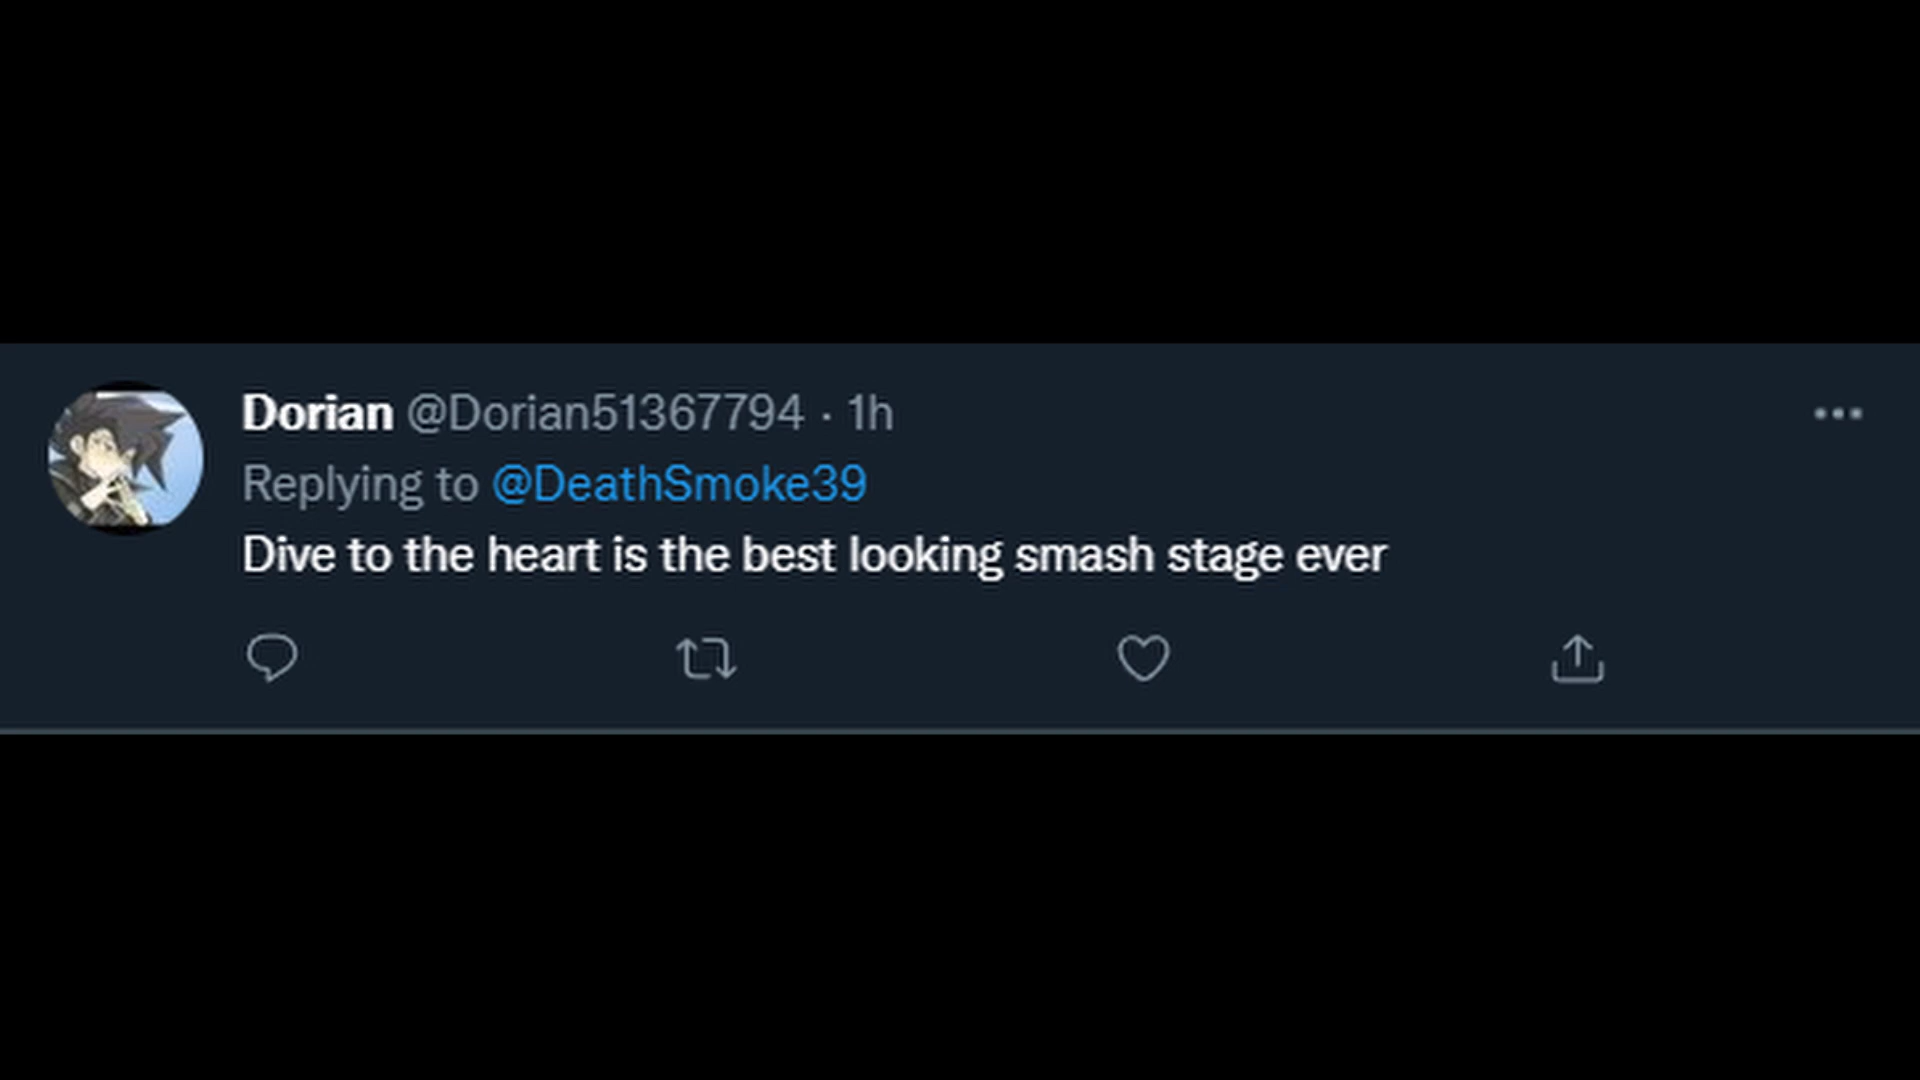 Dorian @Dorian51367794 · 1h
Replying to @DeathSmoke39
Dive to the heart is the best looking smash stage ever